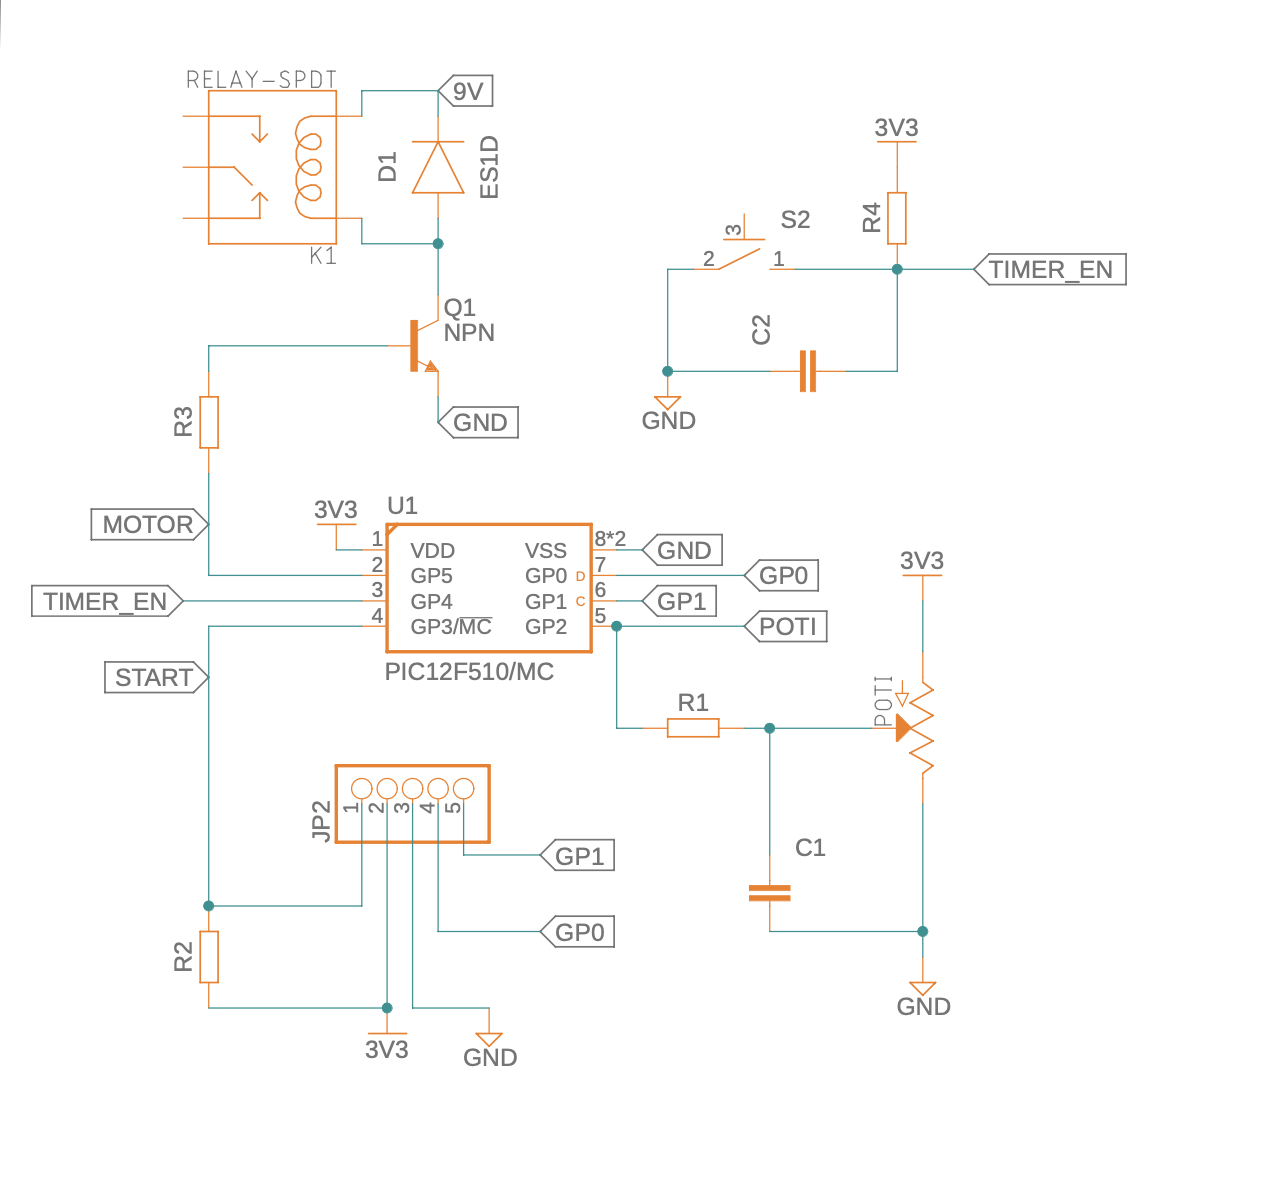 RELAY-SPDT
K1
9V
D1
ES1D
Q1
NPN
GND
R3
3V3
R4
S2
3
2
1
TIMER_EN
C2
GND
MOTOR
TIMER_EN
START
3V3
U1
1
2
3
4
VDD
GP5
GP4
GP3/MC
VSS
GP0 D
GP1 C
GP2
8*2
7
6
5
PIC12F510/MC
GND
GP0
GP1
POTI
3V3
POTI
R1
C1
GND
JP2
1
2
3
4
5
GP1
GP0
R2
3V3
GND